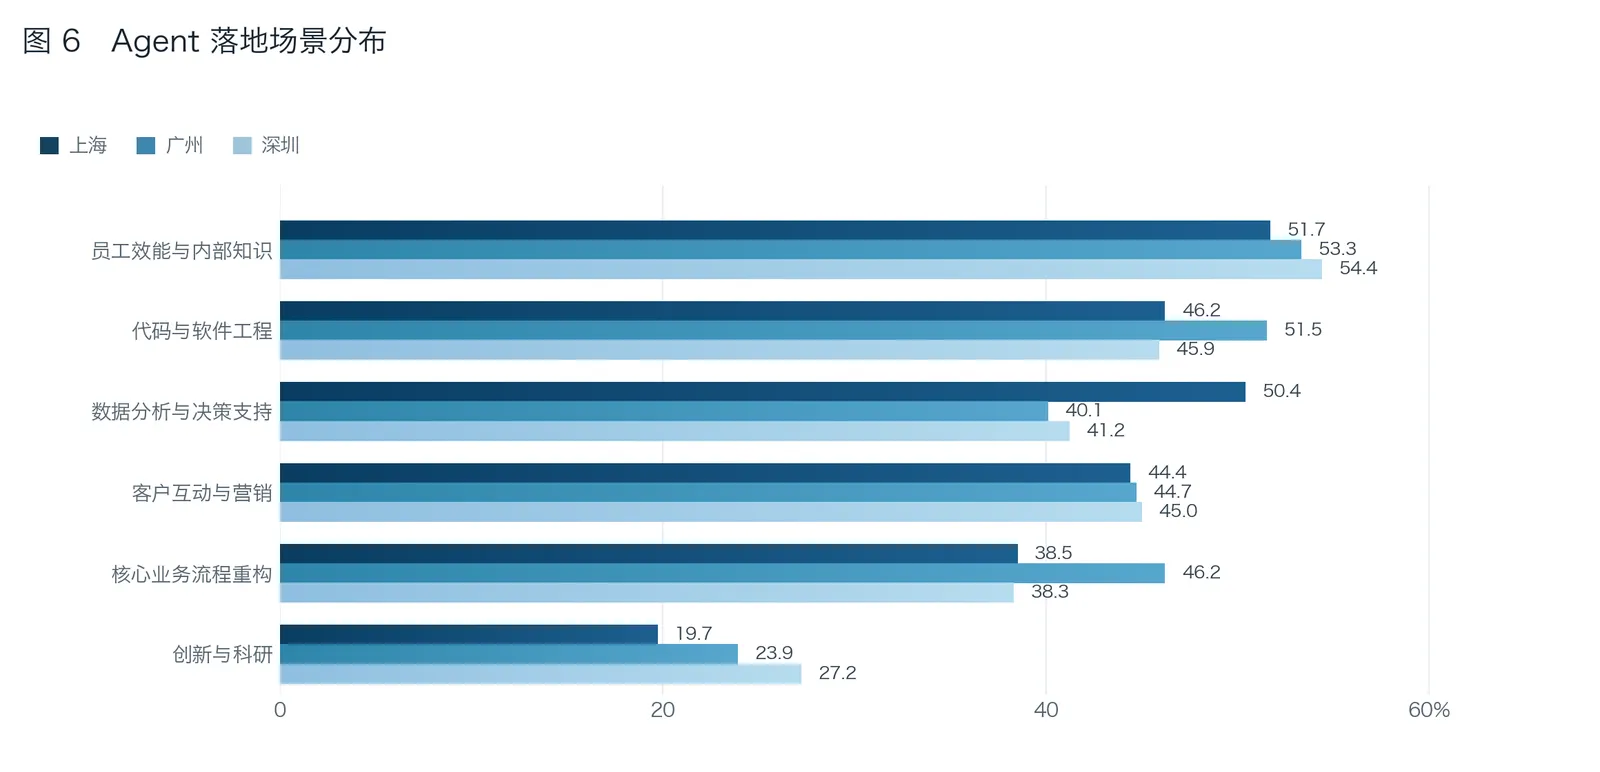 图 6 Agent 落地场景分布
上海 广州 深圳
员工效能与内部知识
51.7
53.3
54.4
代码与软件工程
46.2
51.5
45.9
数据分析与决策支持
50.4
40.1
41.2
客户互动与营销
44.4
44.7
45.0
核心业务流程重构
38.5
46.2
38.3
创新与科研
19.7
23.9
27.2
0 20 40 60%